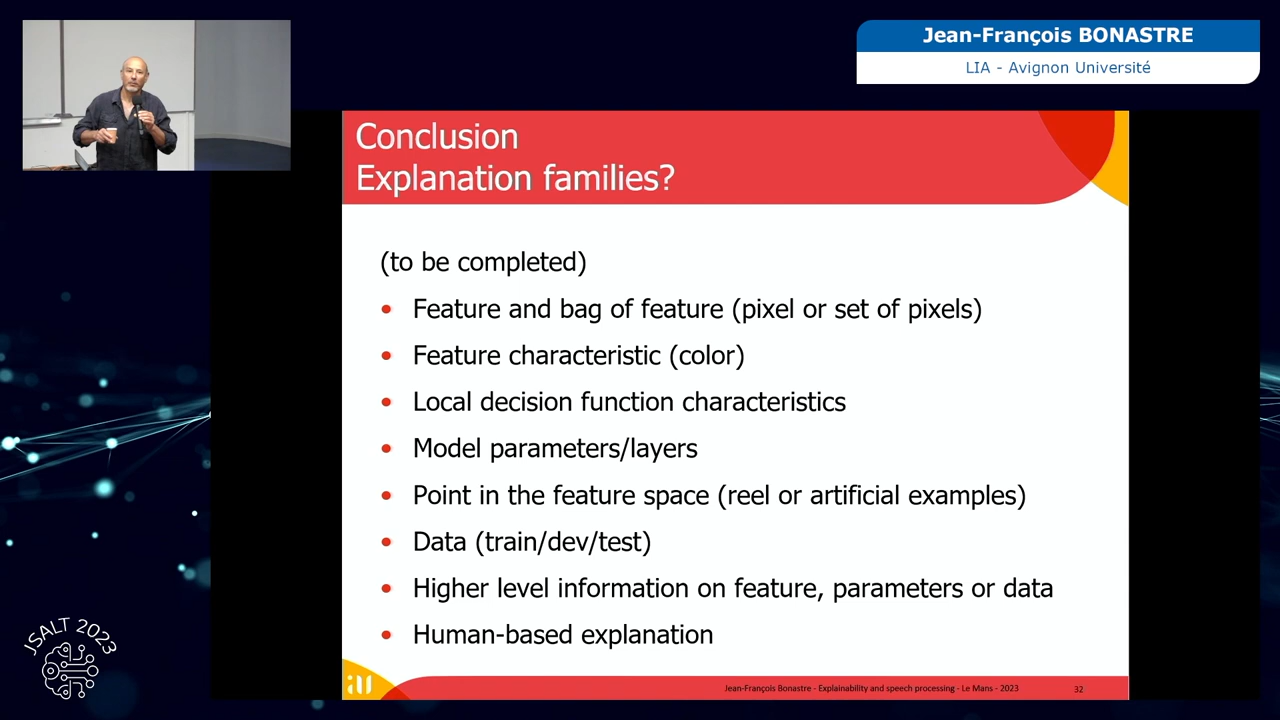 Jean-François BONASTRE
LIA - Avignon Université
Conclusion
Explanation families?
(to be completed)
• Feature and bag of feature (pixel or set of pixels)
• Feature characteristic (color)
• Local decision function characteristics
• Model parameters/layers
• Point in the feature space (reel or artificial examples)
• Data (train/dev/test)
• Higher level information on feature, parameters or data
• Human-based explanation
Jean-François Bonastre - Explainability and speech processing - Le Mans - 2023
32
JSALT 2023